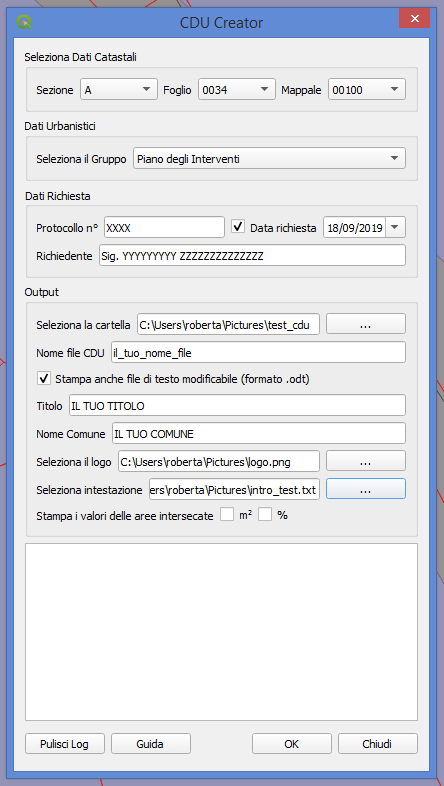 CDU Creator
Seleziona Dati Catastali
Sezione A Foglio 0034 Mappale 00100
Dati Urbanistici
Seleziona il Gruppo Piano degli Interventi
Dati Richiesta
Protocollo n° XXXX Data richiesta 18/09/2019
Richiedente Sig. YYYYYYYYY ZZZZZZZZZZZZZZ
Output
Seleziona la cartella C:\Users\roberta\Pictures\test_cdu ...
Nome file CDU il_tuo_nome_file
Stampa anche file di testo modificabile (formato .odt)
Titolo IL TUO TITOLO
Nome Comune IL TUO COMUNE
Seleziona il logo C:\Users\roberta\Pictures\logo.png ...
Seleziona intestazione ers\roberta\Pictures\intro_test.txt ...
Stampa i valori delle aree intersecate m² %
Pulisci Log Guida OK Chiudi